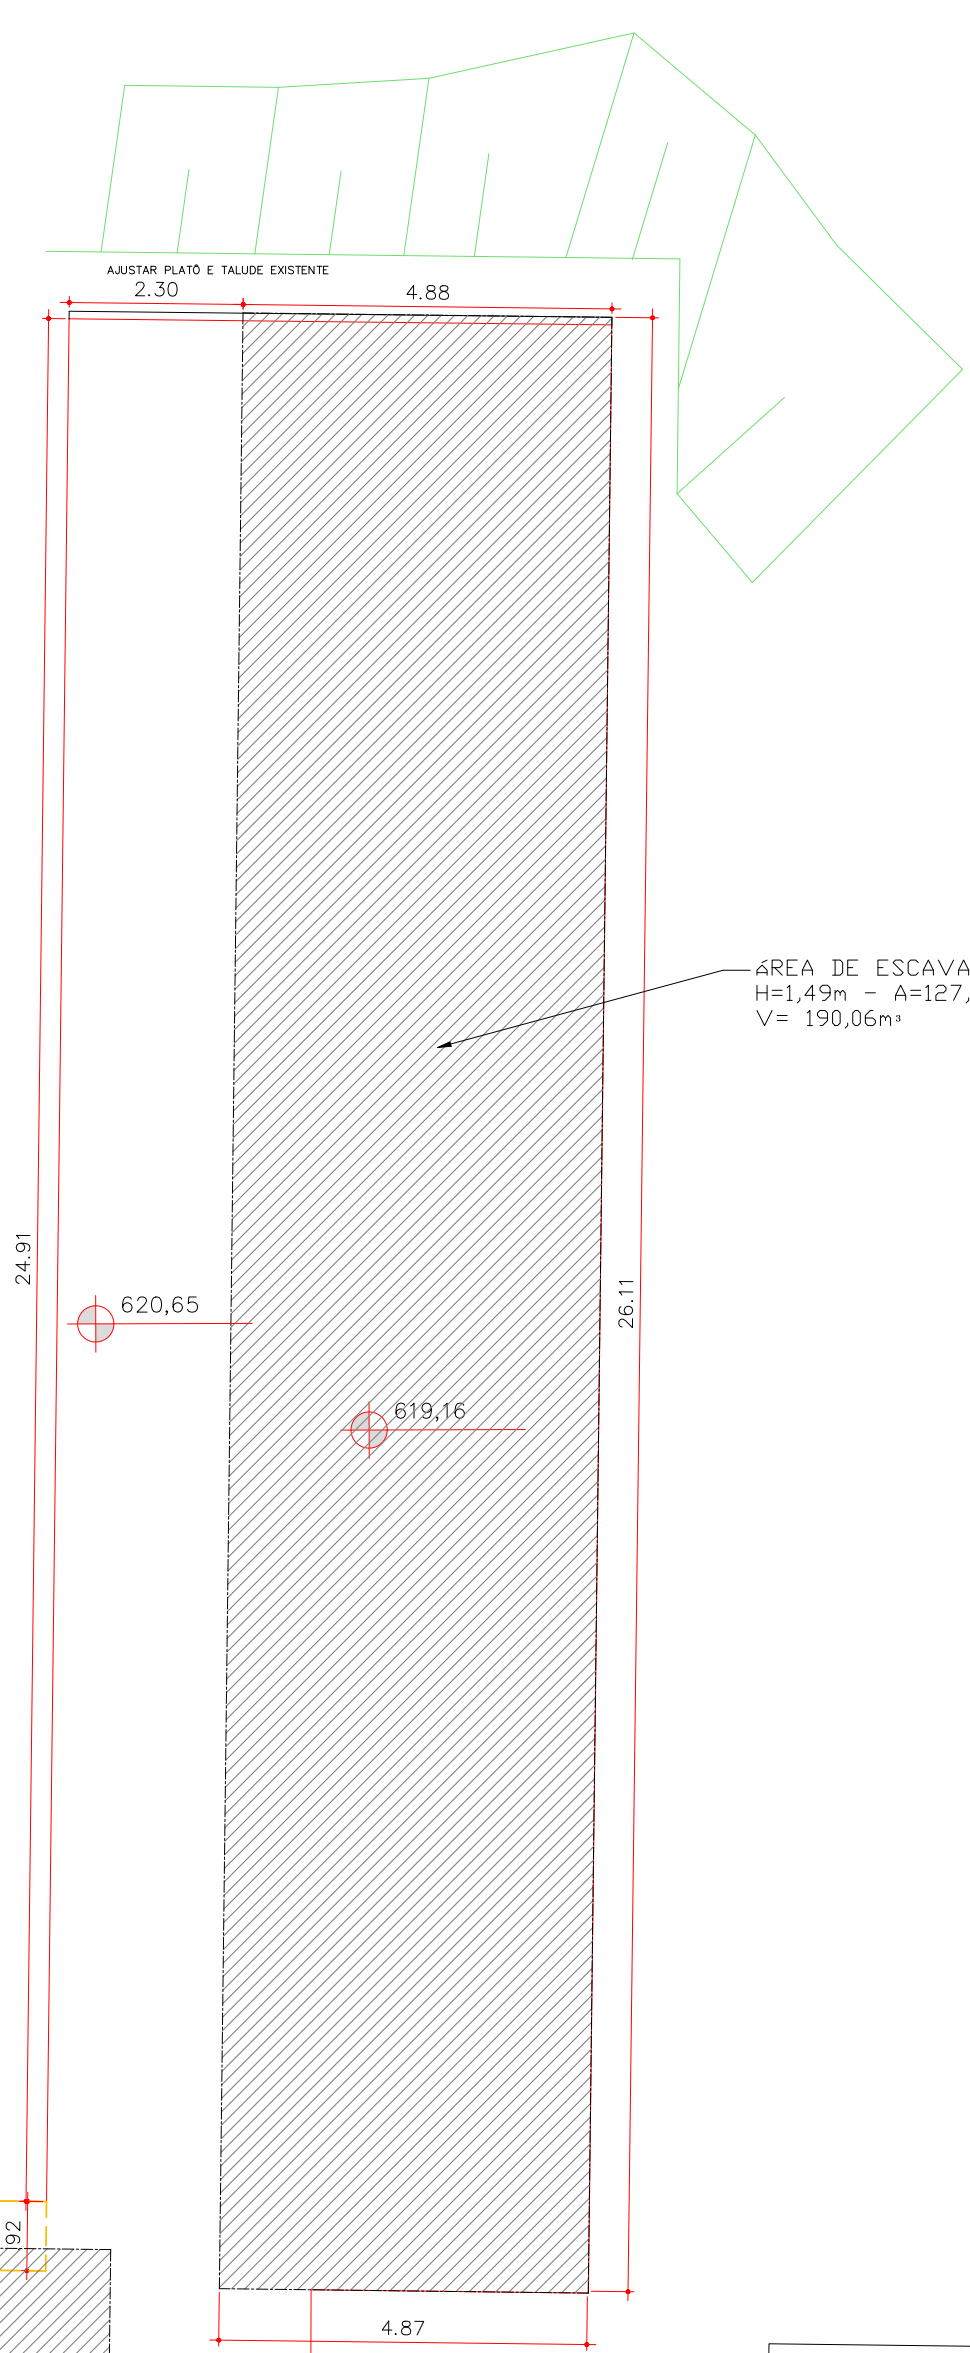 AJUSTAR PLATÔ E TALUDE EXISTENTE
2.30
4.88
áREA DE ESCAVA
H=1,49m - A=127,
V= 190,06m³
24.91
620,65
26.11
619,16
92
4.87